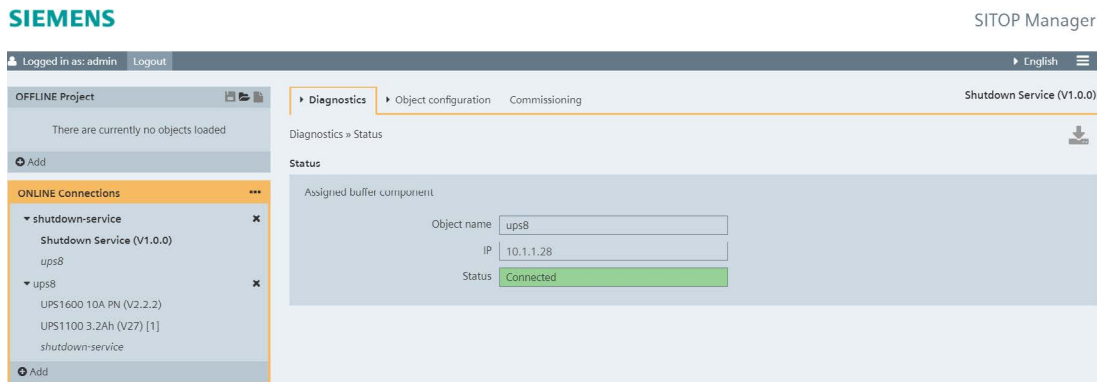 SIEMENS
SITOP Manager
Logged in as: admin Logout
English
OFFLINE Project
There are currently no objects loaded
Add
ONLINE Connections
shutdown-service
Shutdown Service (V1.0.0)
ups8
ups8
UPS1600 10A PN (V2.2.2)
UPS1100 3.2Ah (V27) [1]
shutdown-service
Add
Diagnostics Object configuration Commissioning
Shutdown Service (V1.0.0)
Diagnostics » Status
Status
Assigned buffer component
Object name ups8
IP 10.1.1.28
Status Connected